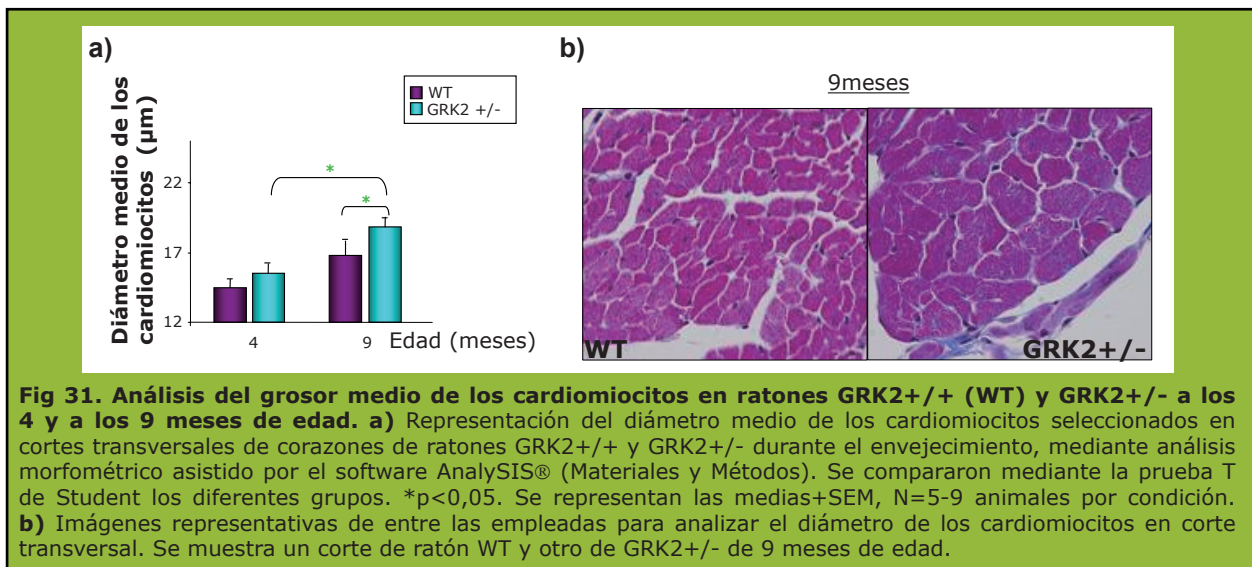 a)
Diámetro medio de los
cardiomiocitos (µm)
WT
GRK2 +/-
22
17
12
*
*
4
9
Edad (meses)
b)
9meses
WT
GRK2+/-
Fig 31. Análisis del grosor medio de los cardiomiocitos en ratones GRK2+/+ (WT) y GRK2+/- a los
4 y a los 9 meses de edad. a) Representación del diámetro medio de los cardiomiocitos seleccionados en
cortes transversales de corazones de ratones GRK2+/+ y GRK2+/- durante el envejecimiento, mediante análisis
morfométrico asistido por el software AnalySIS® (Materiales y Métodos). Se compararon mediante la prueba T
de Student los diferentes grupos. *p<0,05. Se representan las medias+SEM, N=5-9 animales por condición.
b) Imágenes representativas de entre las empleadas para analizar el diámetro de los cardiomiocitos en corte
transversal. Se muestra un corte de ratón WT y otro de GRK2+/- de 9 meses de edad.